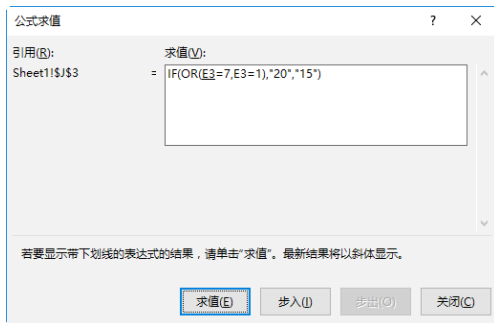 公式求值 ? ×
引用(R): 求值(V):
Sheet1!$J$3 = IF(OR(E3=7,E3=1),"20","15")
若要显示带下划线的表达式的结果，请单击"求值"。最新结果将以斜体显示。
求值(E) 步入(I) 步出(O) 关闭(C)